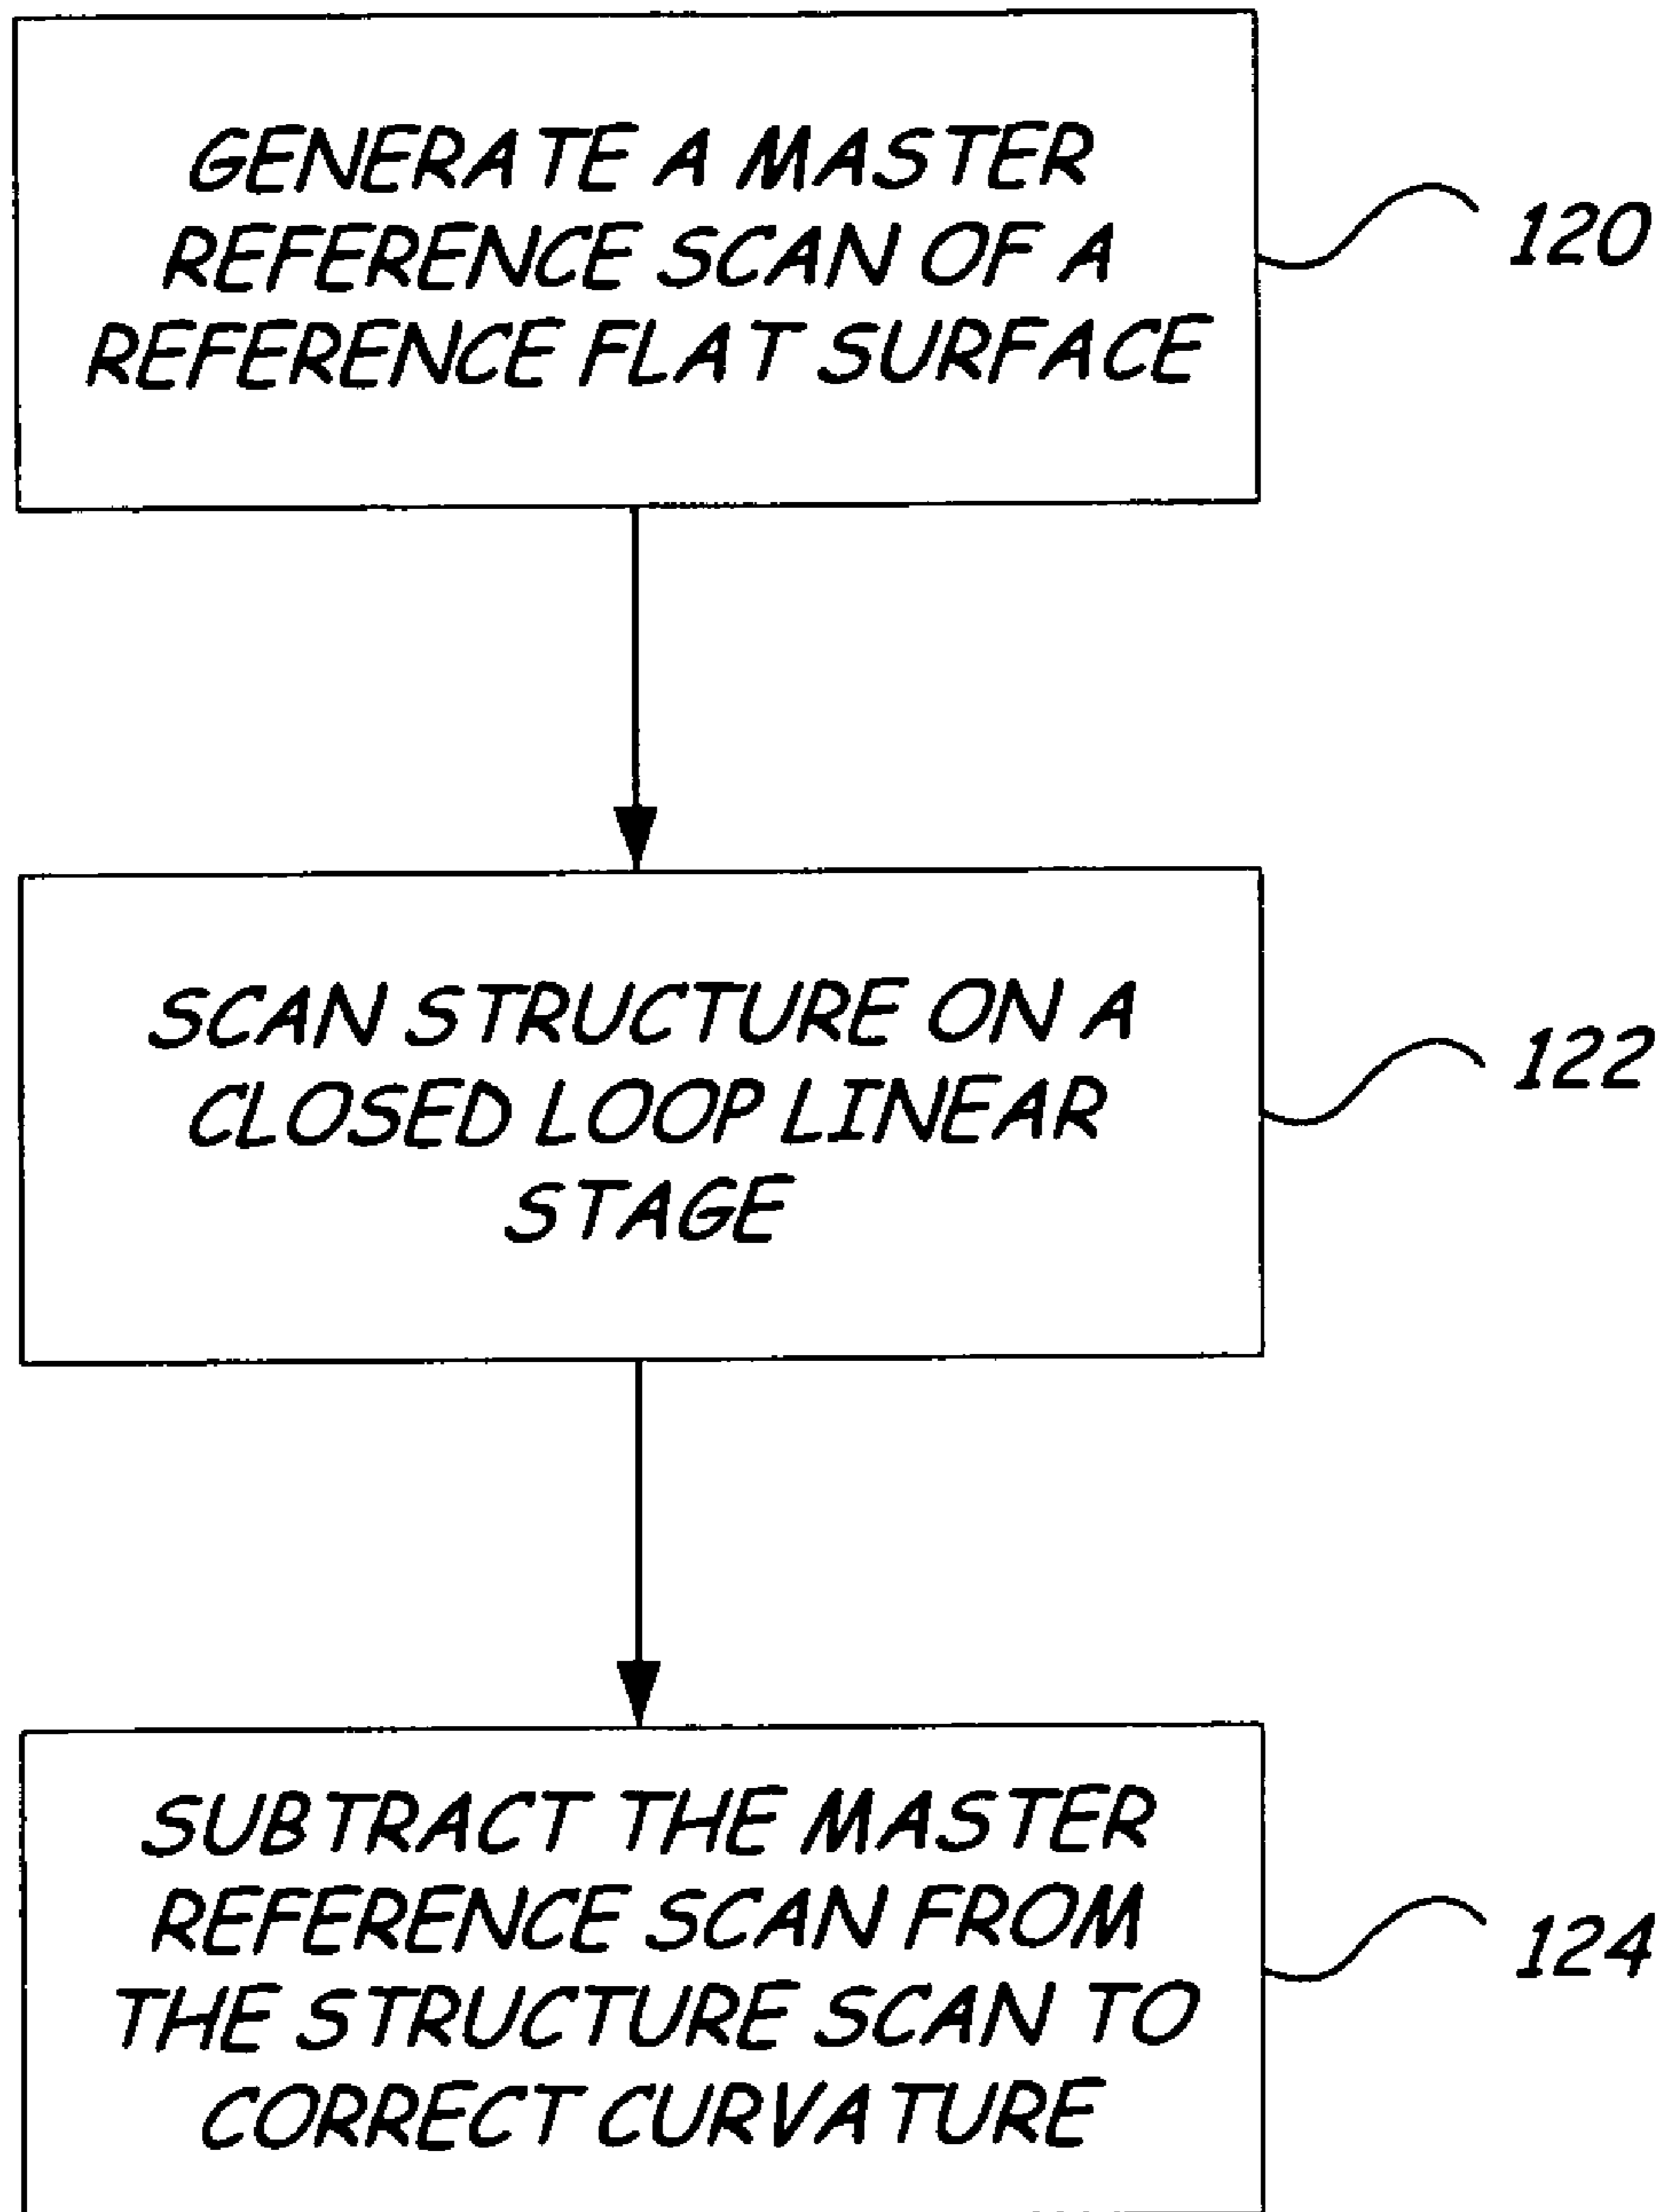 GENERATE A MASTER
REFERENCE SCAN OF A
REFERENCE FLAT SURFACE
120
SCAN STRUCTURE ON A
CLOSED LOOP LINEAR
STAGE
122
SUBTRACT THE MASTER
REFERENCE SCAN FROM
THE STRUCTURE SCAN TO
CORRECT CURVATURE
124